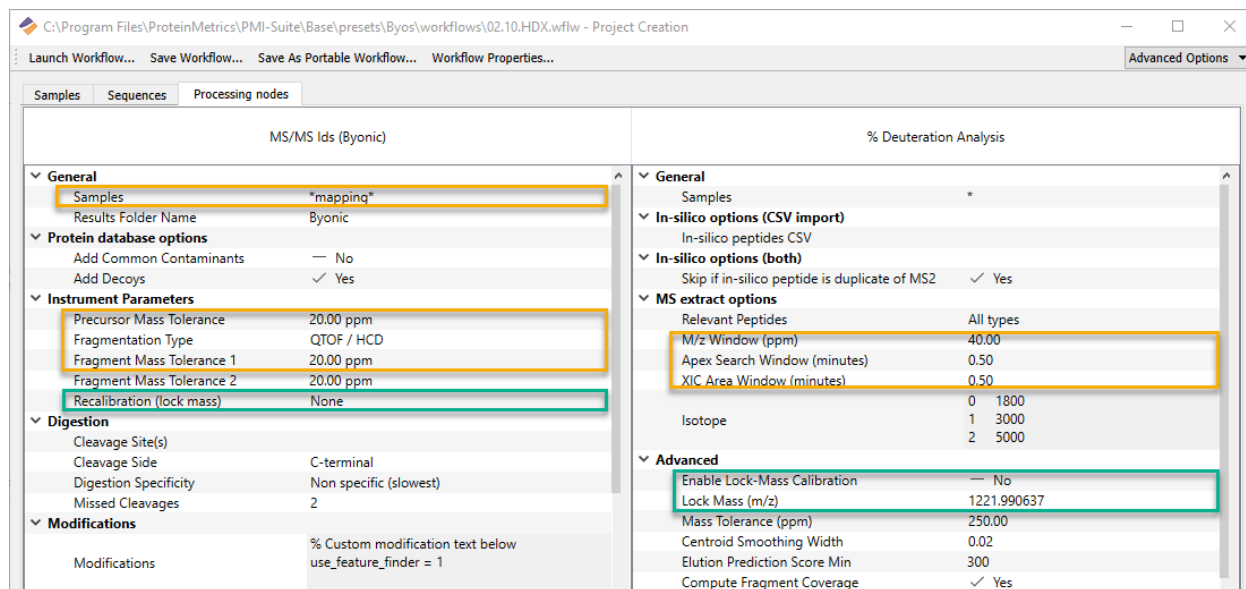 C:\Program Files\ProteinMetrics\PMI-Suite\Base\presets\Byos\workflows\02.10.HDX.wflw - Project Creation
Launch Workflow... Save Workflow... Save As Portable Workflow... Workflow Properties... Advanced Options
Samples Sequences Processing nodes
MS/MS Ids (Byonic)
General
Samples *mapping*
Results Folder Name Byonic
Protein database options
Add Common Contaminants — No
Add Decoys ✓ Yes
Instrument Parameters
Precursor Mass Tolerance 20.00 ppm
Fragmentation Type QTOF / HCD
Fragment Mass Tolerance 1 20.00 ppm
Fragment Mass Tolerance 2 20.00 ppm
Recalibration (lock mass) None
Digestion
Cleavage Site(s)
Cleavage Side C-terminal
Digestion Specificity Non specific (slowest)
Missed Cleavages 2
Modifications
% Custom modification text below
Modifications use_feature_finder = 1
% Deuteration Analysis
General
Samples *
In-silico options (CSV import)
In-silico peptides CSV
In-silico options (both)
Skip if in-silico peptide is duplicate of MS2 ✓ Yes
MS extract options
Relevant Peptides All types
M/z Window (ppm) 40.00
Apex Search Window (minutes) 0.50
XIC Area Window (minutes) 0.50
0 1800
Isotope 1 3000
2 5000
Advanced
Enable Lock-Mass Calibration — No
Lock Mass (m/z) 1221.990637
Mass Tolerance (ppm) 250.00
Centroid Smoothing Width 0.02
Elution Prediction Score Min 300
Compute Fragment Coverage ✓ Yes